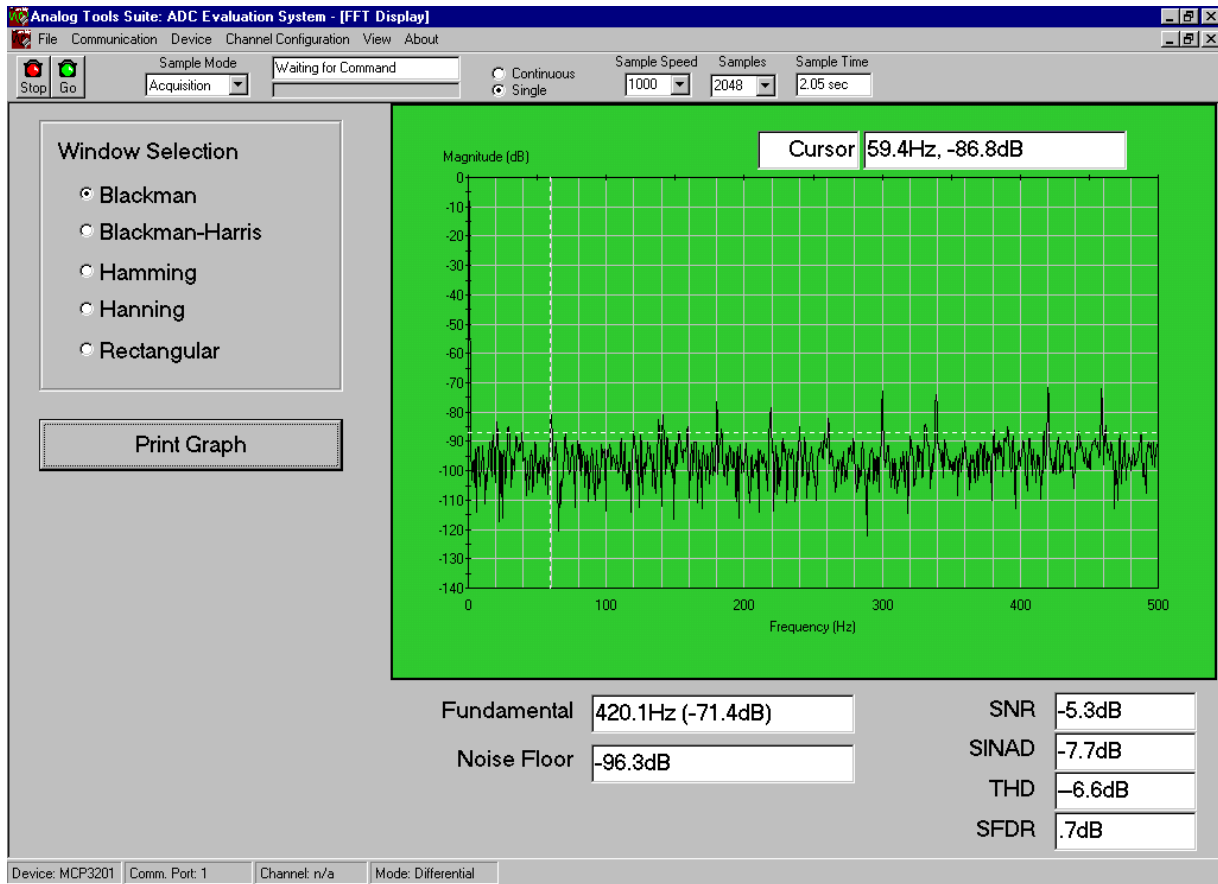 Analog Tools Suite: ADC Evaluation System - [FFT Display]
File Communication Device Channel Configuration View About
Stop Go
Sample Mode
Acquisition
Waiting for Command
Continuous
Single
Sample Speed
1000
Samples
2048
Sample Time
2.05 sec
Window Selection
Blackman
Blackman-Harris
Hamming
Hanning
Rectangular
Print Graph
Cursor 59.4Hz, -86.8dB
Magnitude (dB)
0
-10
-20
-30
-40
-50
-60
-70
-80
-90
-100
-110
-120
-130
-140
0 100 200 300 400 500
Frequency (Hz)
Fundamental 420.1Hz (-71.4dB)
Noise Floor -96.3dB
SNR -5.3dB
SINAD -7.7dB
THD –6.6dB
SFDR .7dB
Device: MCP3201 Comm. Port: 1 Channel: n/a Mode: Differential